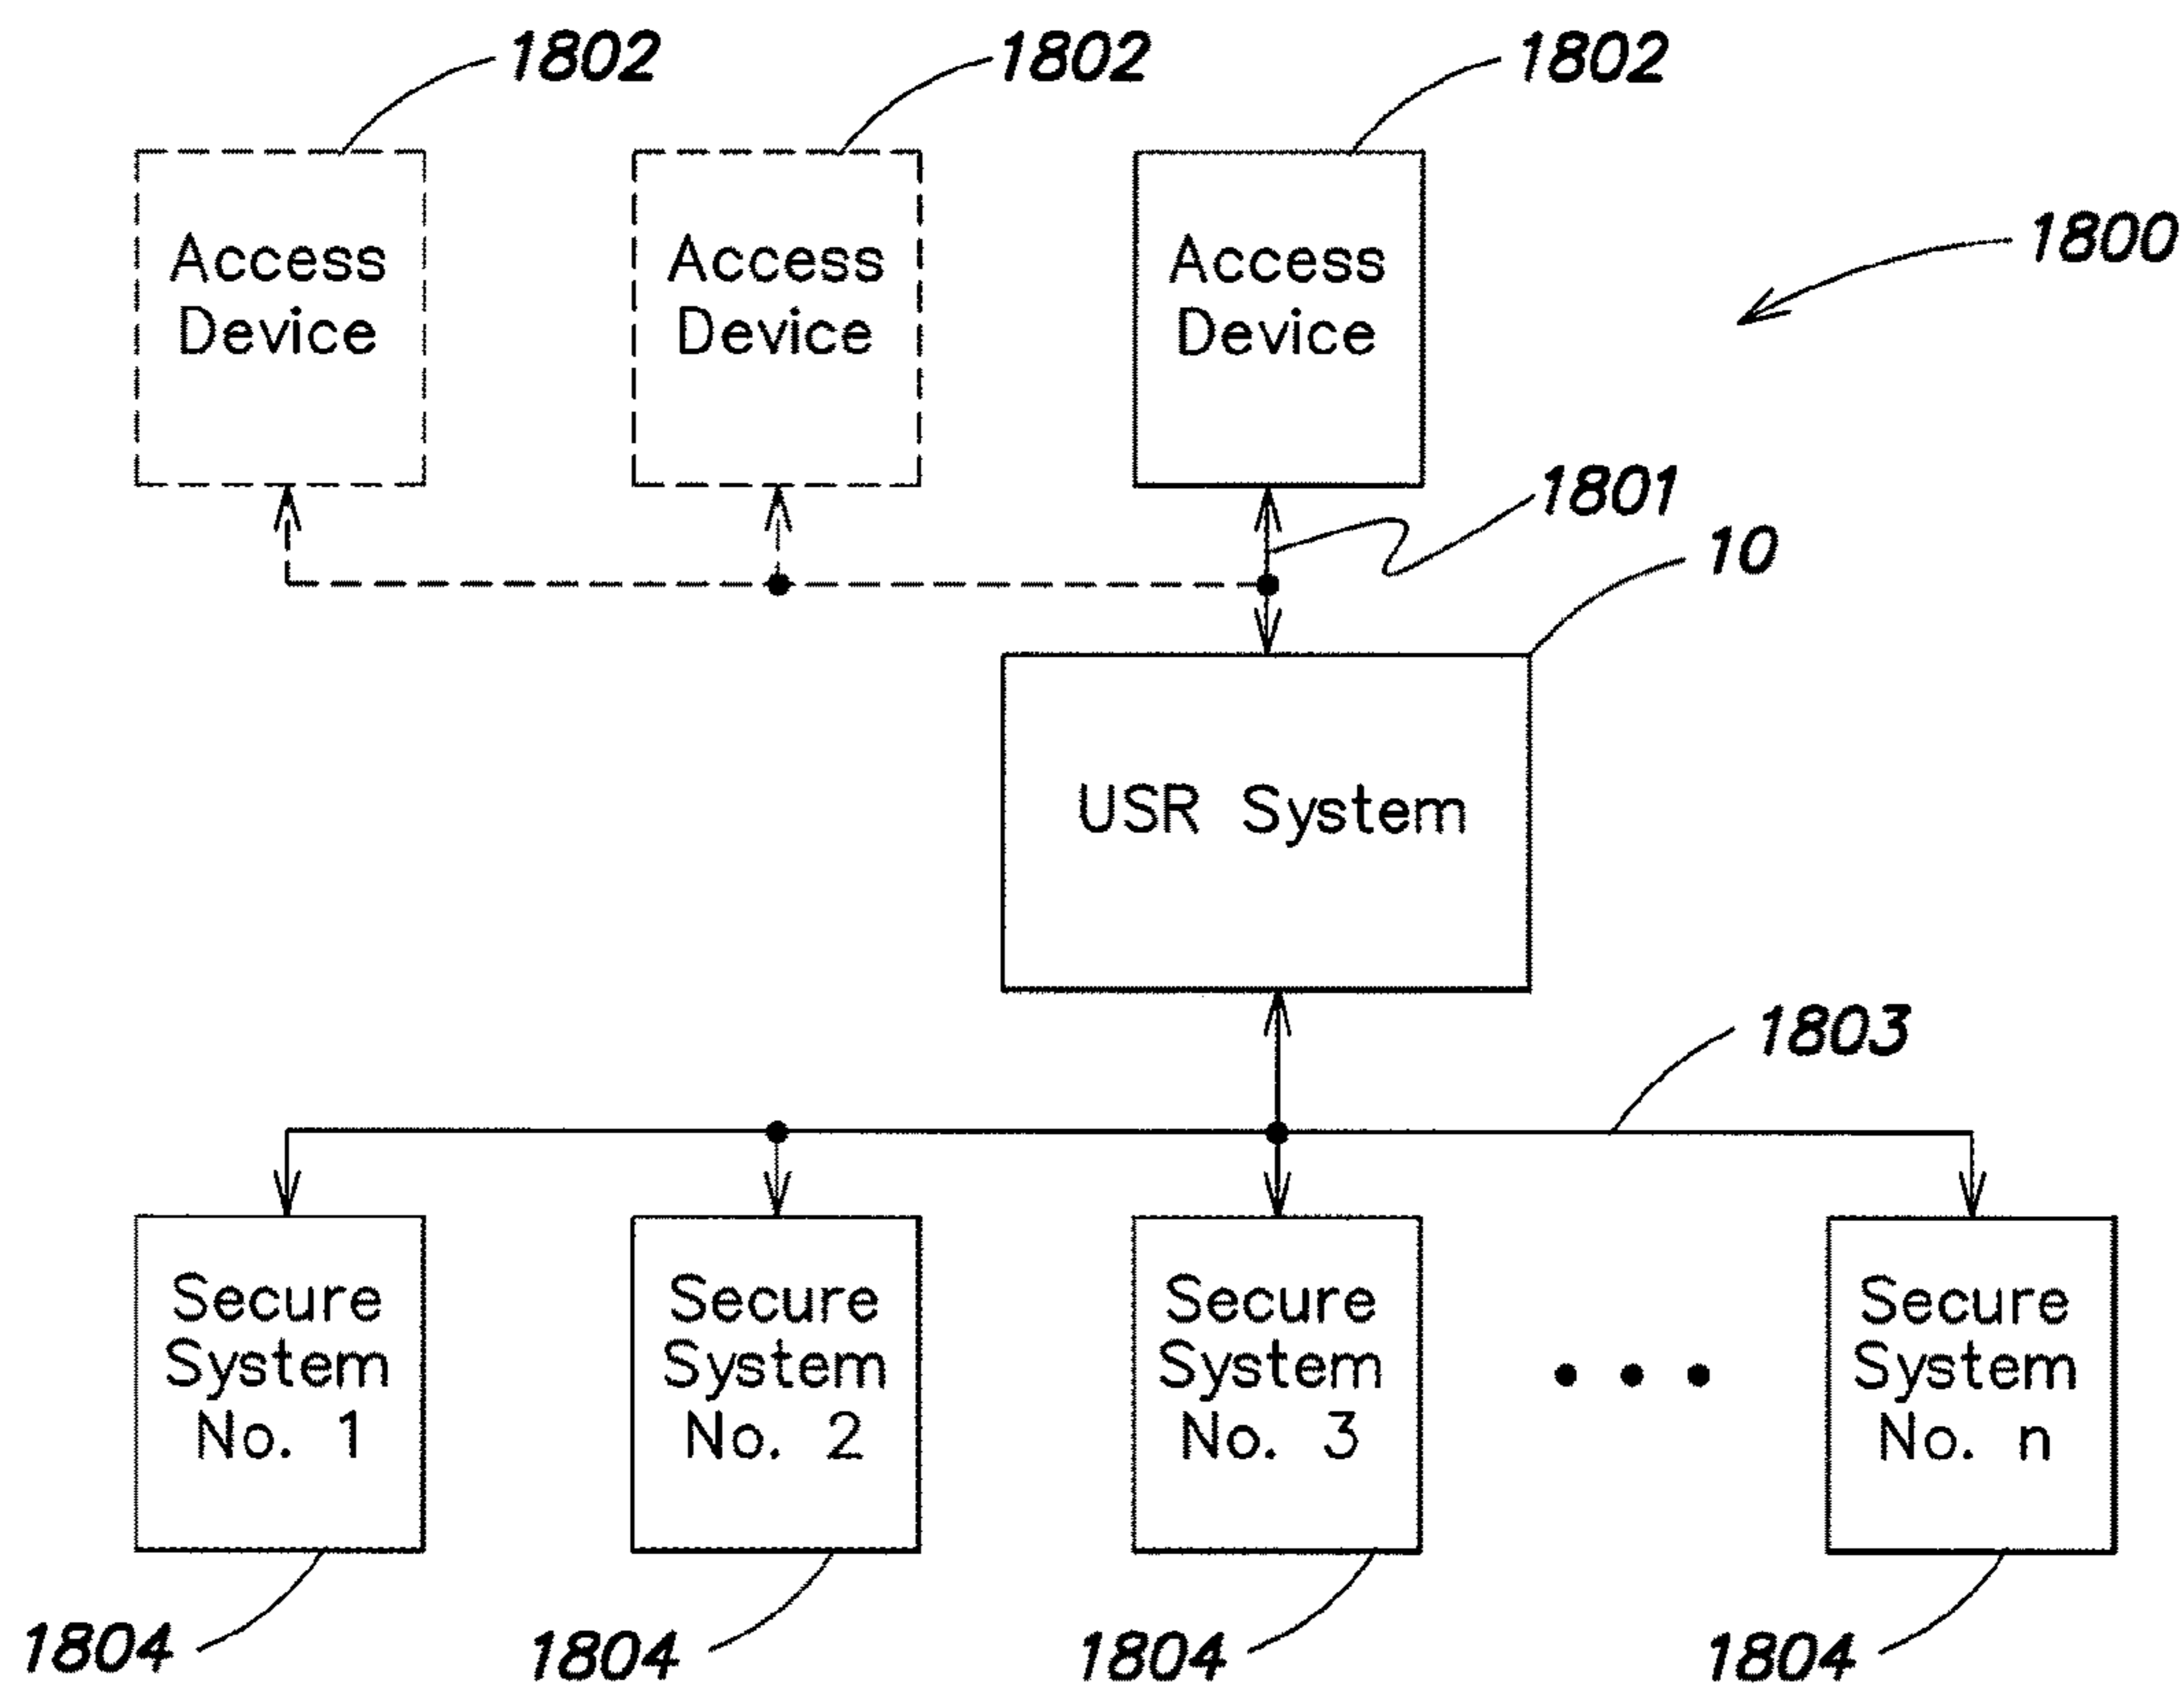 1802
1802
1802
Access
Device
Access
Device
Access
Device
1800
1801
10
USR System
1803
Secure
System
No. 1
Secure
System
No. 2
Secure
System
No. 3
Secure
System
No. n
1804
1804
1804
1804